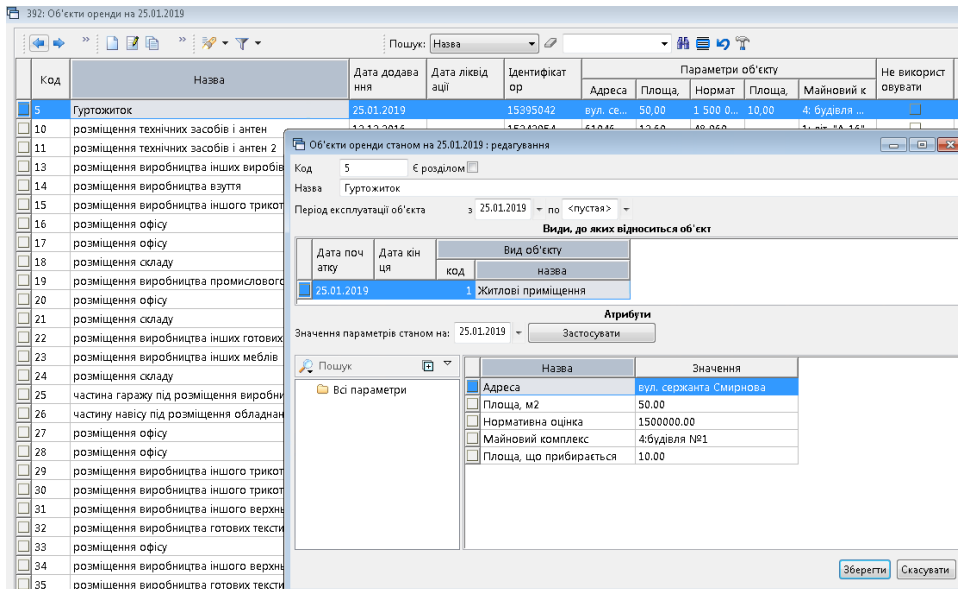 392: Об'єкти оренди на 25.01.2019
Пошук: Назва
Код Назва Дата додавання Дата ліквідації Ідентифікатор Параметри об'єкту Не використовувати
Адреса Площа, Нормат Площа, Майновий к
5 Гуртожиток 25.01.2019 15395042 вул. се... 50,00 1 500 0... 10,00 4: будівля ...
10 розміщення технічних засобів і антен
11 розміщення технічних засобів і антен 2
13 розміщення виробництва інших виробів
14 розміщення виробництва взуття
15 розміщення виробництва іншого трикот
16 розміщення офісу
17 розміщення офісу
18 розміщення складу
19 розміщення виробництва промислового
20 розміщення офісу
21 розміщення складу
22 розміщення виробництва інших готових
23 розміщення виробництва інших меблів
24 розміщення складу
25 частина гаражу під розміщення виробни
26 частину навісу під розміщення обладнан
27 розміщення офісу
28 розміщення офісу
29 розміщення виробництва іншого трикот
30 розміщення виробництва іншого трикот
31 розміщення виробництва іншого верхнь
32 розміщення виробництва готових тексти
33 розміщення офісу
34 розміщення виробництва іншого верхнь
35 розміщення виробництва готових тексти
Об'єкти оренди станом на 25.01.2019 : редагування
Код 5 Є розділом
Назва Гуртожиток
Період експлуатації об'єкта з 25.01.2019 по <пустая>
Види, до яких відноситься об'єкт
Дата початку Дата кінця Вид об'єкту
код назва
25.01.2019 1 Житлові приміщення
Атрибути
Значення параметрів станом на: 25.01.2019 Застосувати
Пошук
Всі параметри
Назва Значення
Адреса вул. сержанта Смирнова
Площа, м2 50.00
Нормативна оцінка 1500000.00
Майновий комплекс 4:будівля №1
Площа, що прибирається 10.00
Зберегти Скасувати